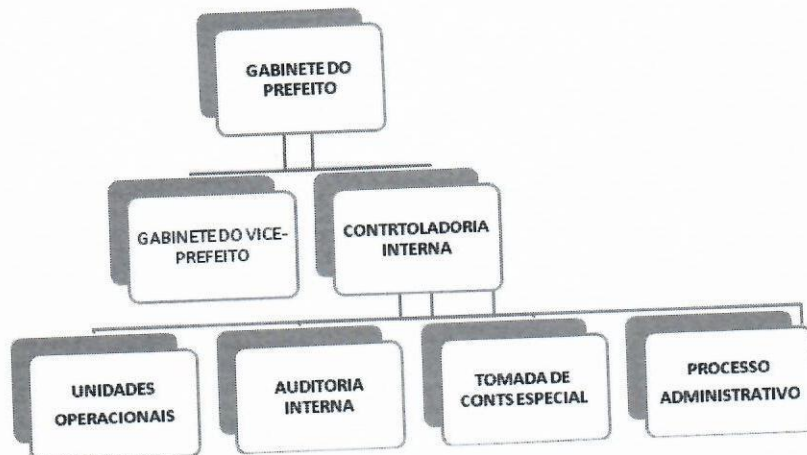 GABINETE DO
PREFEITO
GABINETE DO VICE-
PREFEITO
CONTRTOLADORIA
INTERNA
UNIDADES
OPERACIONAIS
AUDITORIA
INTERNA
TOMADA DE
CONTS ESPECIAL
PROCESSO
ADMINISTRATIVO